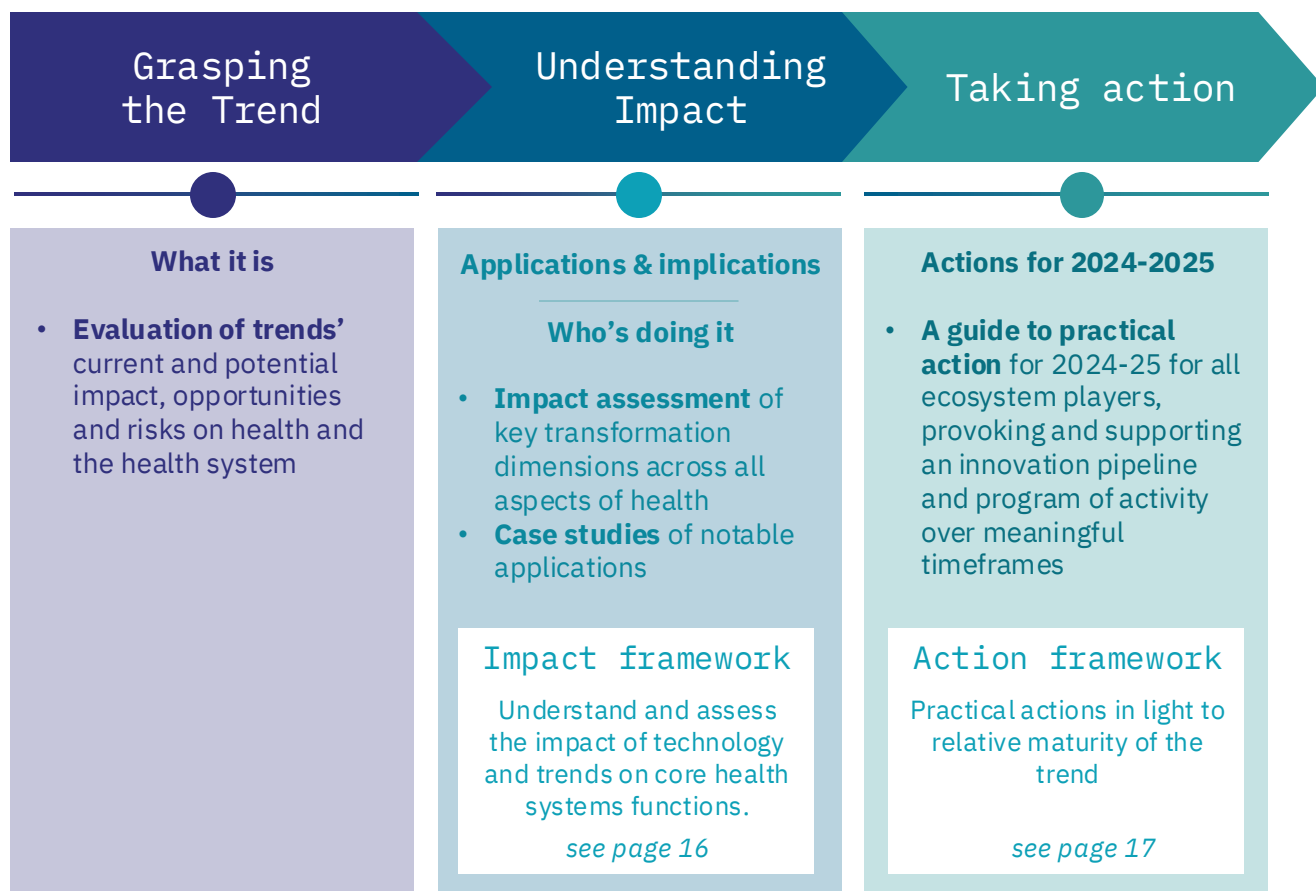 Grasping
the Trend
Understanding
Impact
Taking action
What it is
• Evaluation of trends’
current and potential
impact, opportunities
and risks on health and
the health system
Applications & implications
Who’s doing it
• Impact assessment of
key transformation
dimensions across all
aspects of health
• Case studies of notable
applications
Impact framework
Understand and assess
the impact of technology
and trends on core health
systems functions.
see page 16
Actions for 2024-2025
• A guide to practical
action for 2024-25 for all
ecosystem players,
provoking and supporting
an innovation pipeline
and program of activity
over meaningful
timeframes
Action framework
Practical actions in light to
relative maturity of the
trend
see page 17